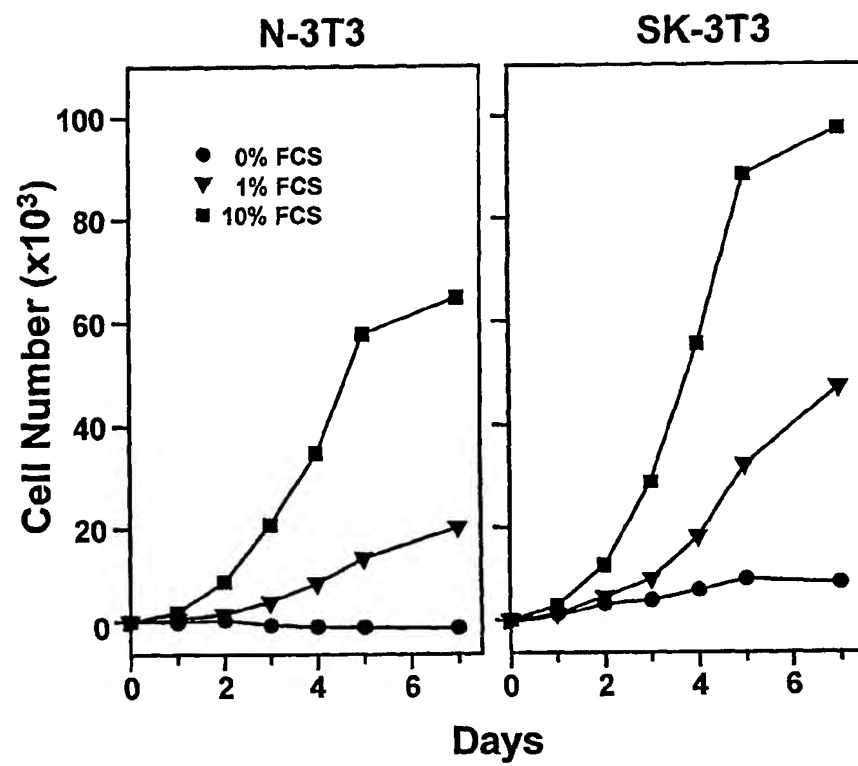 N-3T3
SK-3T3
Cell Number (x10³)
100
80
60
40
20
0
0% FCS
1% FCS
10% FCS
0 2 4 6
0 2 4 6
Days